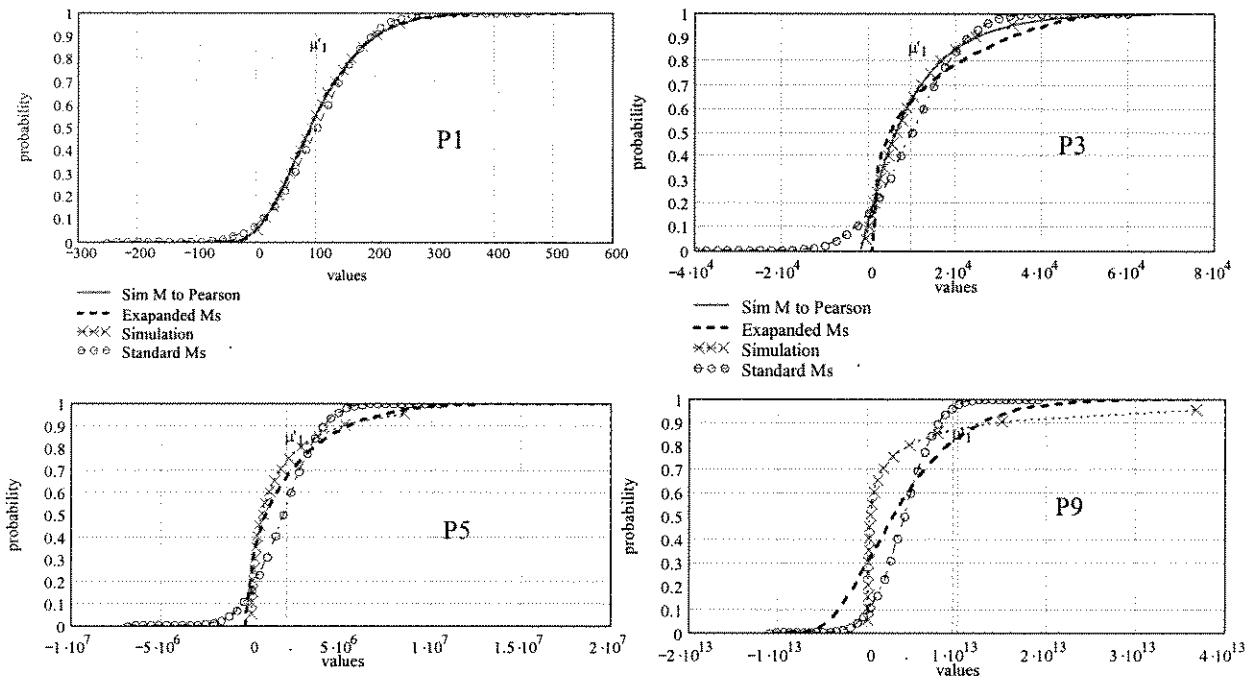 1
0.9
0.8
0.7
0.6
0.5
0.4
0.3
0.2
0.1
0
probability
μ'1
P1
−300 −200 −100 0 100 200 300 400 500 600
values
Sim M to Pearson
Exapanded Ms
Simulation
Standard Ms
1
0.9
0.8
0.7
0.6
0.5
0.4
0.3
0.2
0.1
0
probability
μ'1
P3
−4·10^4 −2·10^4 0 2·10^4 4·10^4 6·10^4 8·10^4
values
Sim M to Pearson
Exapanded Ms
Simulation
Standard Ms
1
0.9
0.8
0.7
0.6
0.5
0.4
0.3
0.2
0.1
0
probability
μ'1
P5
−1·10^7 −5·10^6 0 5·10^6 1·10^7 1.5·10^7 2·10^7
values
1
0.9
0.8
0.7
0.6
0.5
0.4
0.3
0.2
0.1
0
probability
μ'1
P9
−2·10^13 −1·10^13 0 1·10^13 2·10^13 3·10^13 4·10^13
values